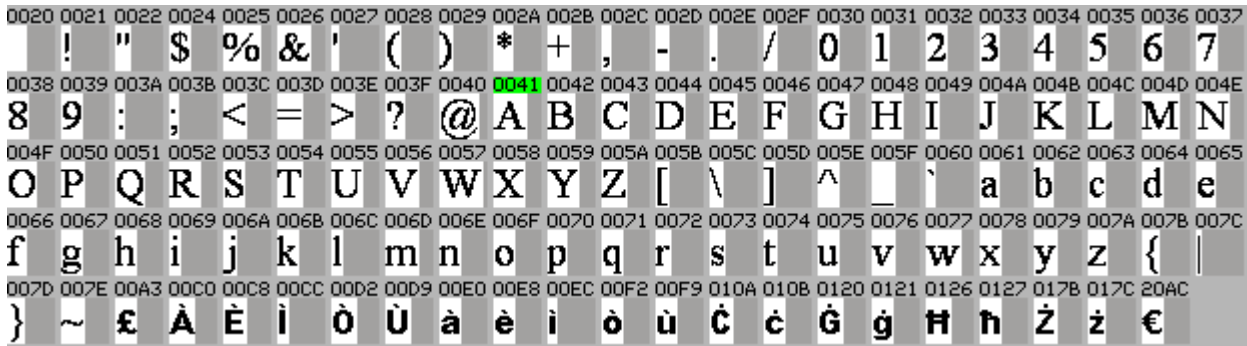 0020 0021 0022 0024 0025 0026 0027 0028 0029 002A 002B 002C 002D 002E 002F 0030 0031 0032 0033 0034 0035 0036 0037
! " $ % & ' ( ) * + , - . / 0 1 2 3 4 5 6 7
0038 0039 003A 003B 003C 003D 003E 003F 0040 0041 0042 0043 0044 0045 0046 0047 0048 0049 004A 004B 004C 004D 004E
8 9 : ; < = > ? @ A B C D E F G H I J K L M N
004F 0050 0051 0052 0053 0054 0055 0056 0057 0058 0059 005A 005B 005C 005D 005E 005F 0060 0061 0062 0063 0064 0065
O P Q R S T U V W X Y Z [ \ ] ^ _ ` a b c d e
0066 0067 0068 0069 006A 006B 006C 006D 006E 006F 0070 0071 0072 0073 0074 0075 0076 0077 0078 0079 007A 007B 007C
f g h i j k l m n o p q r s t u v w x y z { |
007D 007E 00A3 00C0 00C8 00CC 00D2 00D9 00E0 00E8 00EC 00F2 00F9 010A 010B 0120 0121 0126 0127 017B 017C 20AC
} ~ £ À È Ì Ò Ù à è ì ò ù Ċ ċ Ġ ġ Ħ ħ Ż ż €